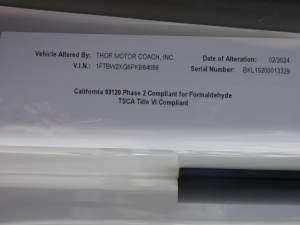 Vehicle Altered By: THOR MOTOR COACH, INC. Date of Alteration: 02/2024
V.I.N.: 1FTBW2XG8PKB84056 Serial Number: BKL19200013329
California 93120 Phase 2 Compliant for Formaldehyde
TSCA Title VI Compliant